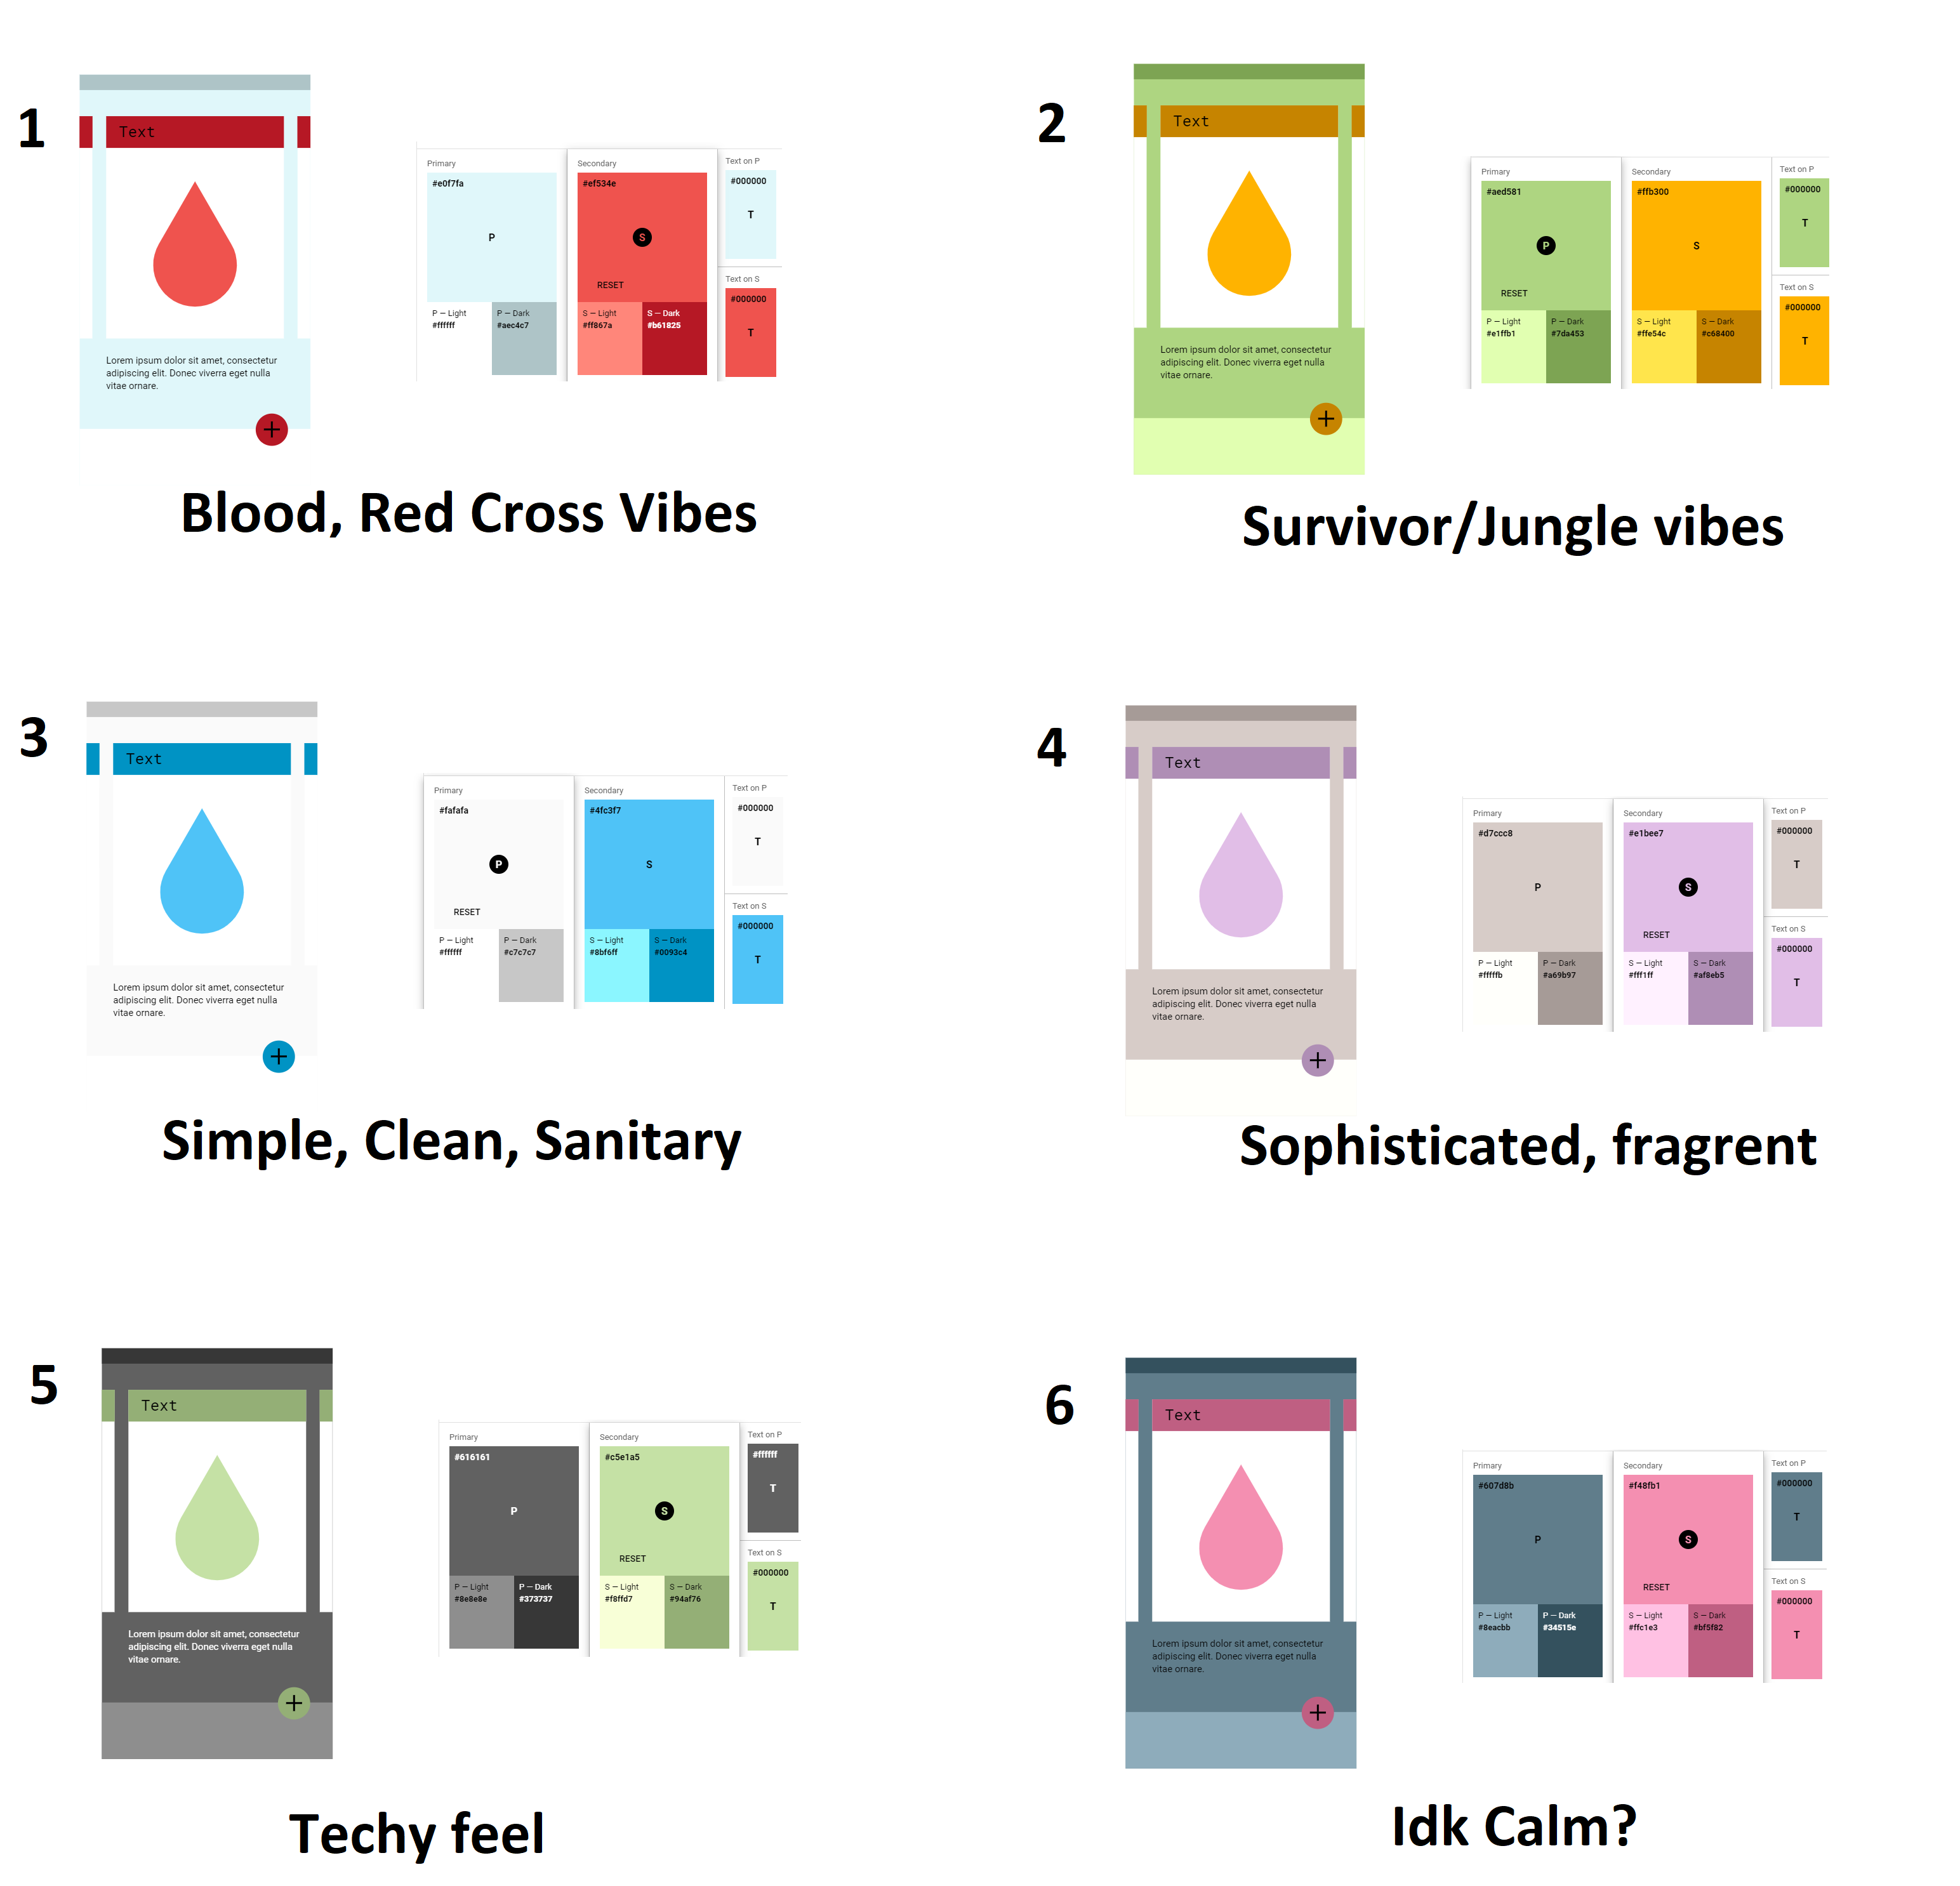 1
Text
Lorem ipsum dolor sit amet, consectetur
adipiscing elit. Donec viverra eget nulla
vitae ornare.
+
Primary
#e0f7fa
P
P — Light
#ffffff
P — Dark
#aec4c7
Secondary
#ef534e
S
RESET
S — Light
#ff867a
S — Dark
#b61825
Text on P
#000000
T
Text on S
#000000
T
Blood, Red Cross Vibes
2
Text
Lorem ipsum dolor sit amet, consectetur
adipiscing elit. Donec viverra eget nulla
vitae ornare.
+
Primary
#aed581
P
RESET
P — Light
#e1ffb1
P — Dark
#7da453
Secondary
#ffb300
S
S — Light
#ffe54c
S — Dark
#c68400
Text on P
#000000
T
Text on S
#000000
T
Survivor/Jungle vibes
3
Text
Lorem ipsum dolor sit amet, consectetur
adipiscing elit. Donec viverra eget nulla
vitae ornare.
+
Primary
#fafafa
P
RESET
P — Light
#ffffff
P — Dark
#c7c7c7
Secondary
#4fc3f7
S
S — Light
#8bf6ff
S — Dark
#0093c4
Text on P
#000000
T
Text on S
#000000
T
Simple, Clean, Sanitary
4
Text
Lorem ipsum dolor sit amet, consectetur
adipiscing elit. Donec viverra eget nulla
vitae ornare.
+
Primary
#d7ccc8
P
P — Light
#fffffb
P — Dark
#a69b97
Secondary
#e1bee7
S
RESET
S — Light
#fff1ff
S — Dark
#af8eb5
Text on P
#000000
T
Text on S
#000000
T
Sophisticated, fragrent
5
Text
Lorem ipsum dolor sit amet, consectetur
adipiscing elit. Donec viverra eget nulla
vitae ornare.
+
Primary
#616161
P
P — Light
#8e8e8e
P — Dark
#373737
Secondary
#c5e1a5
S
RESET
S — Light
#f8ffd7
S — Dark
#94af76
Text on P
#ffffff
T
Text on S
#000000
T
Techy feel
6
Text
Lorem ipsum dolor sit amet, consectetur
adipiscing elit. Donec viverra eget nulla
vitae ornare.
+
Primary
#607d8b
P
P — Light
#8eacbb
P — Dark
#34515e
Secondary
#f48fb1
S
RESET
S — Light
#ffc1e3
S — Dark
#bf5f82
Text on P
#000000
T
Text on S
#000000
T
Idk Calm?